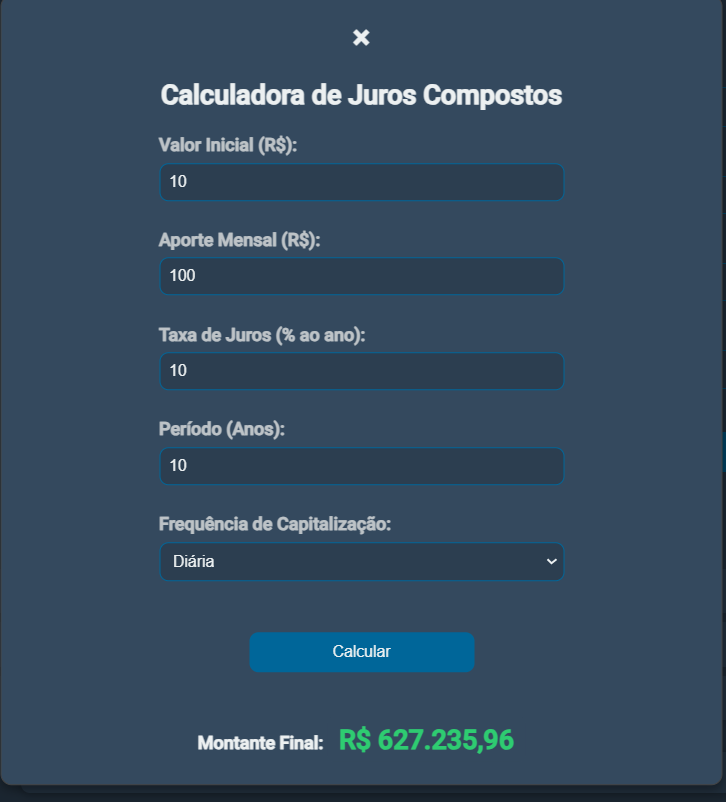 ×
Calculadora de Juros Compostos
Valor Inicial (R$):
10
Aporte Mensal (R$):
100
Taxa de Juros (% ao ano):
10
Período (Anos):
10
Frequência de Capitalização:
Diária
Calcular
Montante Final: R$ 627.235,96